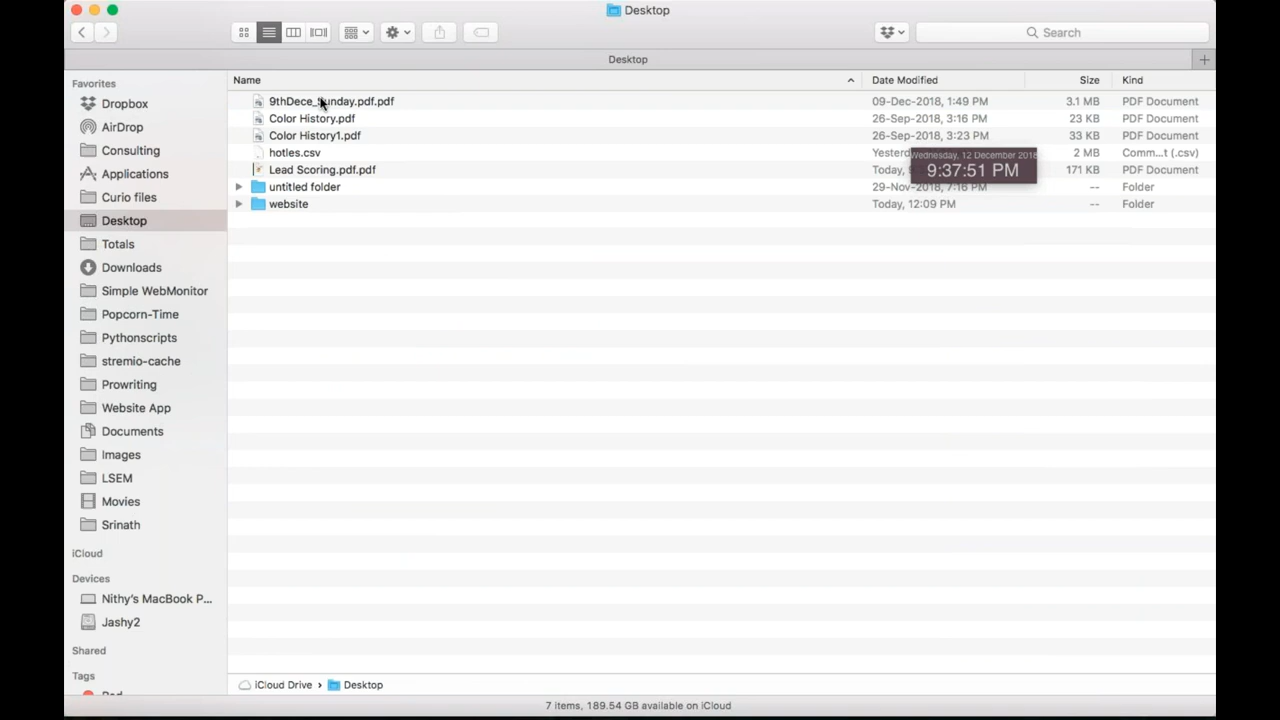 Desktop
Search
Desktop
Favorites
Dropbox
AirDrop
Consulting
Applications
Curio files
Desktop
Totals
Downloads
Simple WebMonitor
Popcorn-Time
Pythonscripts
stremio-cache
Prowriting
Website App
Documents
Images
LSEM
Movies
Srinath
iCloud
Devices
Nithy's MacBook P...
Jashy2
Shared
Tags
Name Date Modified Size Kind
9thDece_Sunday.pdf.pdf 09-Dec-2018, 1:49 PM 3.1 MB PDF Document
Color History.pdf 26-Sep-2018, 3:16 PM 23 KB PDF Document
Color History1.pdf 26-Sep-2018, 3:23 PM 33 KB PDF Document
hotles.csv Yesterd 2 MB Comm...t (.csv)
Lead Scoring.pdf.pdf Today, 171 KB PDF Document
untitled folder 29-Nov-2018, 7:16 PM -- Folder
website Today, 12:09 PM -- Folder
Wednesday, 12 December 2018
9:37:51 PM
iCloud Drive › Desktop
7 items, 189.54 GB available on iCloud